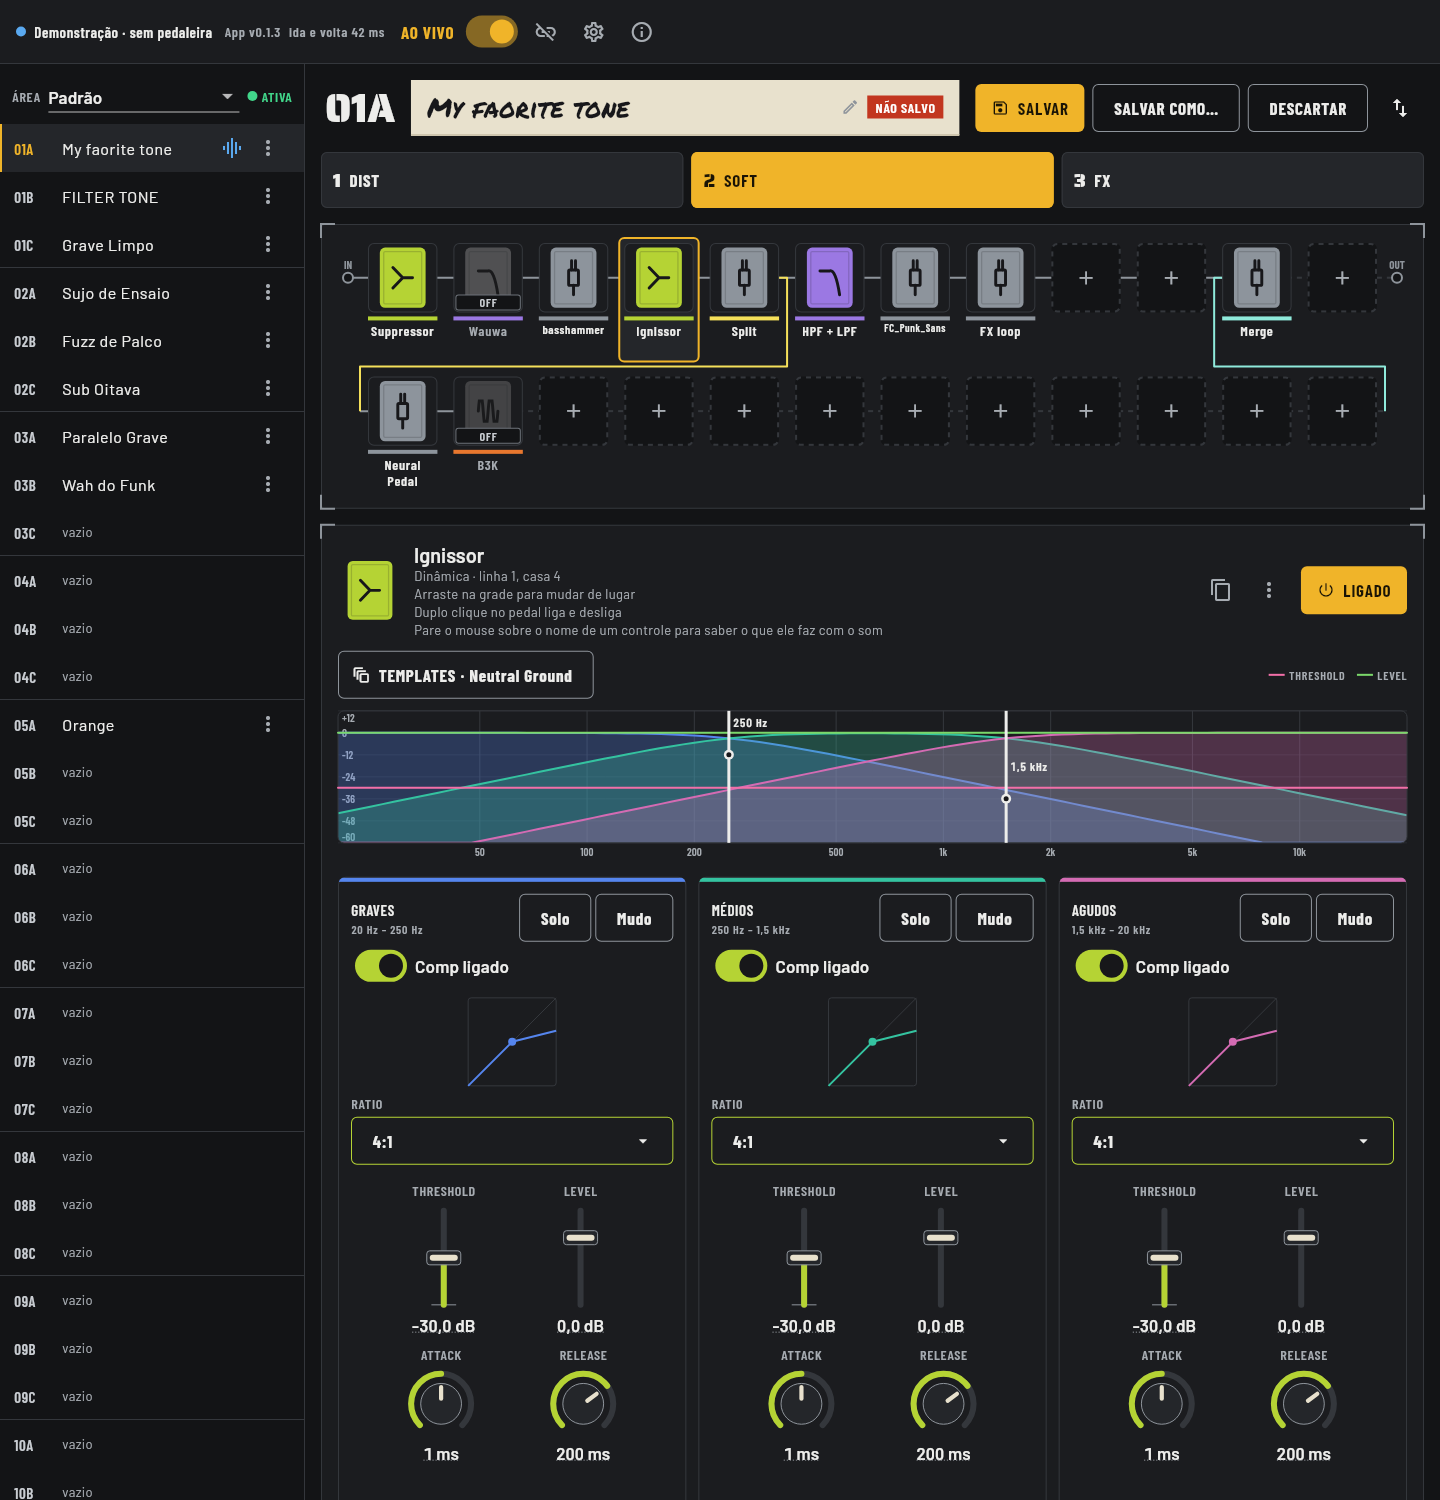 Demonstração · sem pedaleira App v0.1.3 Ida e volta 42 ms AO VIVO
ÁREA Padrão ATIVA
01A My faorite tone
01B FILTER TONE
01C Grave Limpo
02A Sujo de Ensaio
02B Fuzz de Palco
02C Sub Oitava
03A Paralelo Grave
03B Wah do Funk
03C vazio
04A vazio
04B vazio
04C vazio
05A Orange
05B vazio
05C vazio
06A vazio
06B vazio
06C vazio
07A vazio
07B vazio
07C vazio
08A vazio
08B vazio
08C vazio
09A vazio
09B vazio
09C vazio
10A vazio
10B vazio
01A My faorite tone NÃO SALVO SALVAR SALVAR COMO... DESCARTAR
1 DIST 2 SOFT 3 FX
IN OUT
OFF
Suppressor Wauwa basshammer Ignissor Split HPF + LPF FC_Punk_Sans FX loop Merge
OFF
Neural Pedal B3K
Ignissor
Dinâmica · linha 1, casa 4
Arraste na grade para mudar de lugar
Duplo clique no pedal liga e desliga
Pare o mouse sobre o nome de um controle para saber o que ele faz com o som
LIGADO
TEMPLATES · Neutral Ground THRESHOLD LEVEL
+12
0
-12
-24
-36
-48
-60
250 Hz
1,5 kHz
50 100 200 500 1k 2k 5k 10k
GRAVES Solo Mudo
20 Hz – 250 Hz
Comp ligado
RATIO
4:1
THRESHOLD LEVEL
-30,0 dB 0,0 dB
ATTACK RELEASE
1 ms 200 ms
MÉDIOS Solo Mudo
250 Hz – 1,5 kHz
Comp ligado
RATIO
4:1
THRESHOLD LEVEL
-30,0 dB 0,0 dB
ATTACK RELEASE
1 ms 200 ms
AGUDOS Solo Mudo
1,5 kHz – 20 kHz
Comp ligado
RATIO
4:1
THRESHOLD LEVEL
-30,0 dB 0,0 dB
ATTACK RELEASE
1 ms 200 ms